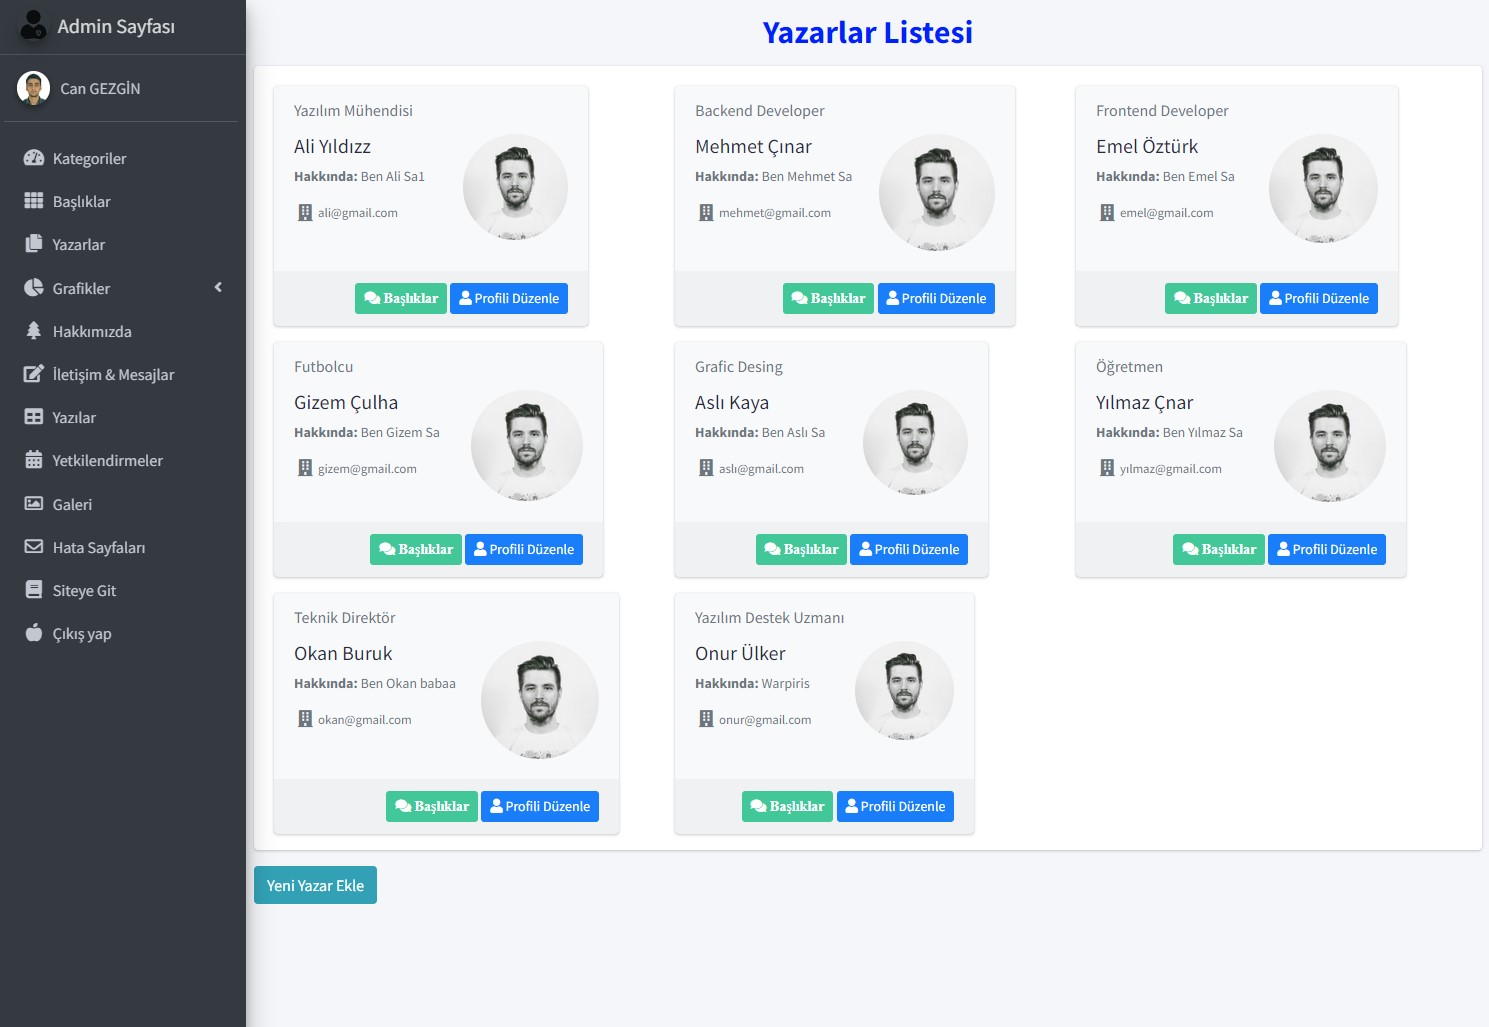 Admin Sayfası
Can GEZGİN
Kategoriler
Başlıklar
Yazarlar
Grafikler
Hakkımızda
İletişim & Mesajlar
Yazılar
Yetkilendirmeler
Galeri
Hata Sayfaları
Siteye Git
Çıkış yap
Yazarlar Listesi
Yazılım Mühendisi
Ali Yıldızz
Hakkında: Ben Ali Sa1
ali@gmail.com
Başlıklar Profili Düzenle
Backend Developer
Mehmet Çınar
Hakkında: Ben Mehmet Sa
mehmet@gmail.com
Başlıklar Profili Düzenle
Frontend Developer
Emel Öztürk
Hakkında: Ben Emel Sa
emel@gmail.com
Başlıklar Profili Düzenle
Futbolcu
Gizem Çulha
Hakkında: Ben Gizem Sa
gizem@gmail.com
Başlıklar Profili Düzenle
Grafic Desing
Aslı Kaya
Hakkında: Ben Aslı Sa
aslı@gmail.com
Başlıklar Profili Düzenle
Öğretmen
Yılmaz Çnar
Hakkında: Ben Yılmaz Sa
yılmaz@gmail.com
Başlıklar Profili Düzenle
Teknik Direktör
Okan Buruk
Hakkında: Ben Okan babaa
okan@gmail.com
Başlıklar Profili Düzenle
Yazılım Destek Uzmanı
Onur Ülker
Hakkında: Warpiris
onur@gmail.com
Başlıklar Profili Düzenle
Yeni Yazar Ekle